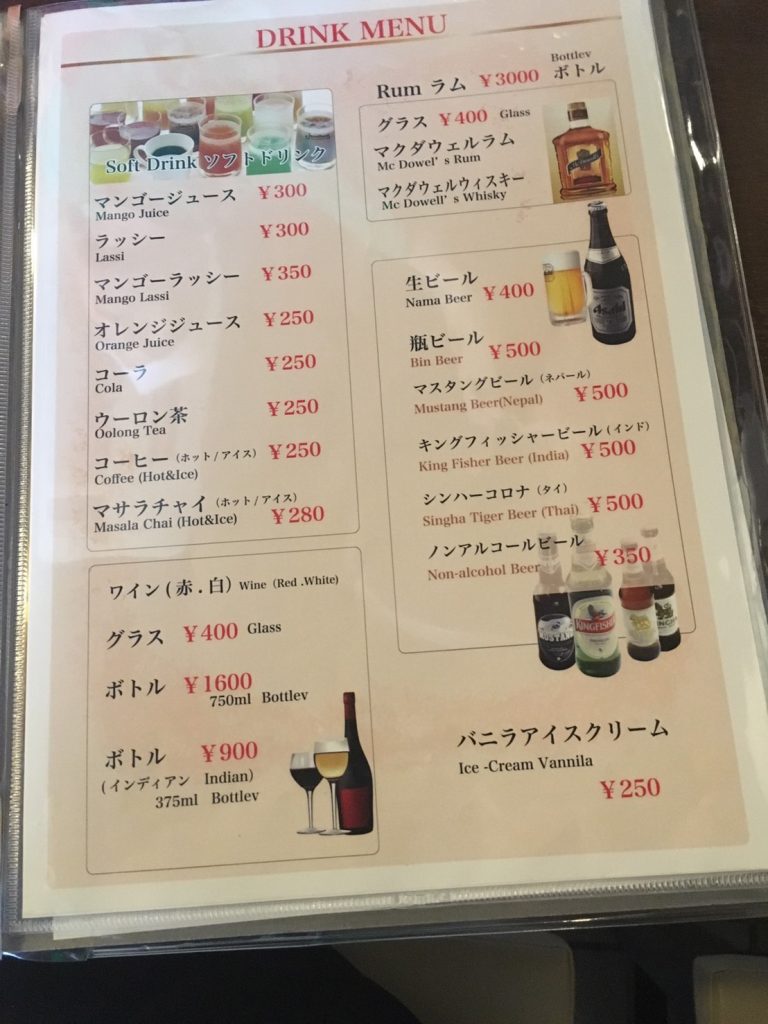 DRINK MENU
Soft Drink ソフトドリンク
マンゴージュース ￥300
Mango Juice
ラッシー ￥300
Lassi
マンゴーラッシー ￥350
Mango Lassi
オレンジジュース ￥250
Orange Juice
コーラ ￥250
Cola
ウーロン茶 ￥250
Oolong Tea
コーヒー（ホット/アイス） ￥250
Coffee (Hot&Ice)
マサラチャイ（ホット/アイス）
Masala Chai (Hot&Ice) ￥280
ワイン(赤.白) Wine（Red .White)
グラス ￥400 Glass
ボトル ￥1600
750ml Bottlev
ボトル ￥900
(インディアン Indian)
375ml Bottlev
Bottlev
Rum ラム ￥3000 ボトル
グラス ￥400 Glass
マクダウェルラム
Mc Dowel’s Rum
マクダウェルウィスキー
Mc Dowell’s Whisky
生ビール
Nama Beer ￥400
Asahi
瓶ビール
Bin Beer ￥500
マスタングビール（ネパール）
Mustang Beer(Nepal) ￥500
キングフィッシャービール(インド)
King Fisher Beer (India) ￥500
シンハーコロナ（タイ）
Singha Tiger Beer (Thai) ￥500
ノンアルコールビール
Non-alcohol Beer ￥350
MUSTANG
KINGFISHER
バニラアイスクリーム
Ice -Cream Vannila
￥250